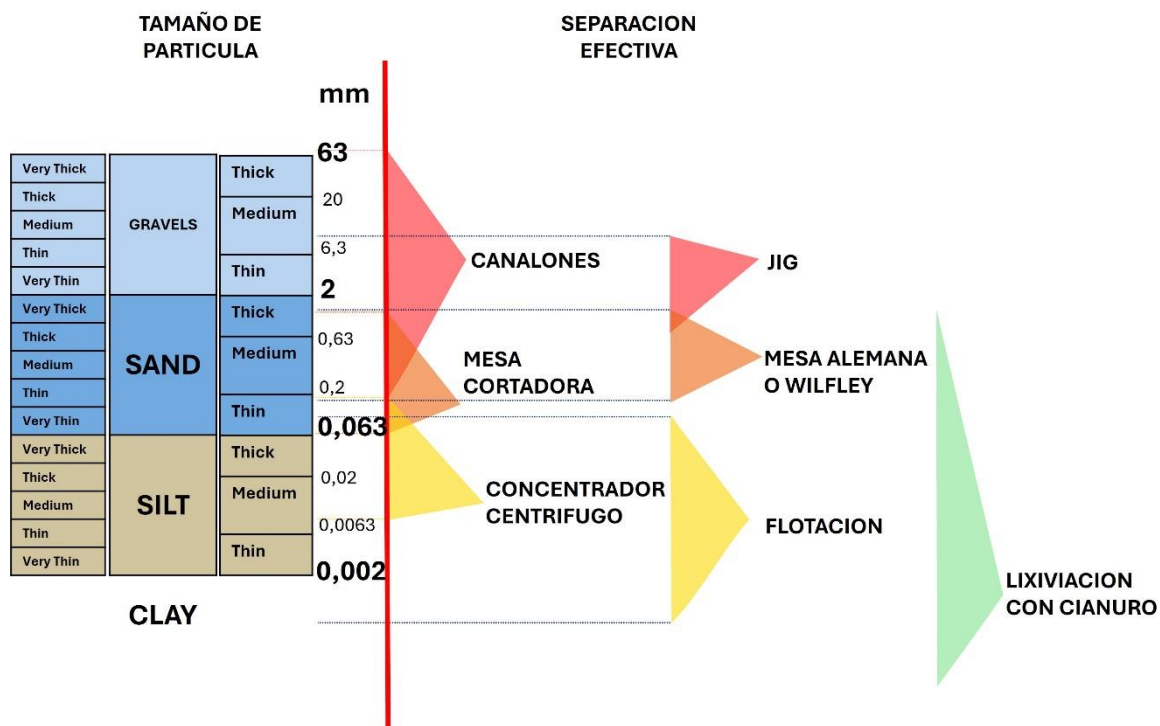 TAMAÑO DE
PARTICULA
SEPARACION
EFECTIVA
mm
Very Thick
Thick
Medium
Thin
Very Thin
GRAVELS
Thick
Medium
Thin
63
20
6,3
2
Very Thick
Thick
Medium
Thin
Very Thin
SAND
Thick
Medium
Thin
0,63
0,2
0,063
Very Thick
Thick
Medium
Thin
Very Thin
SILT
Thick
Medium
Thin
0,02
0,0063
0,002
CLAY
CANALONES
JIG
MESA
CORTADORA
MESA ALEMANA
O WILFLEY
CONCENTRADOR
CENTRIFUGO
FLOTACION
LIXIVIACION
CON CIANURO